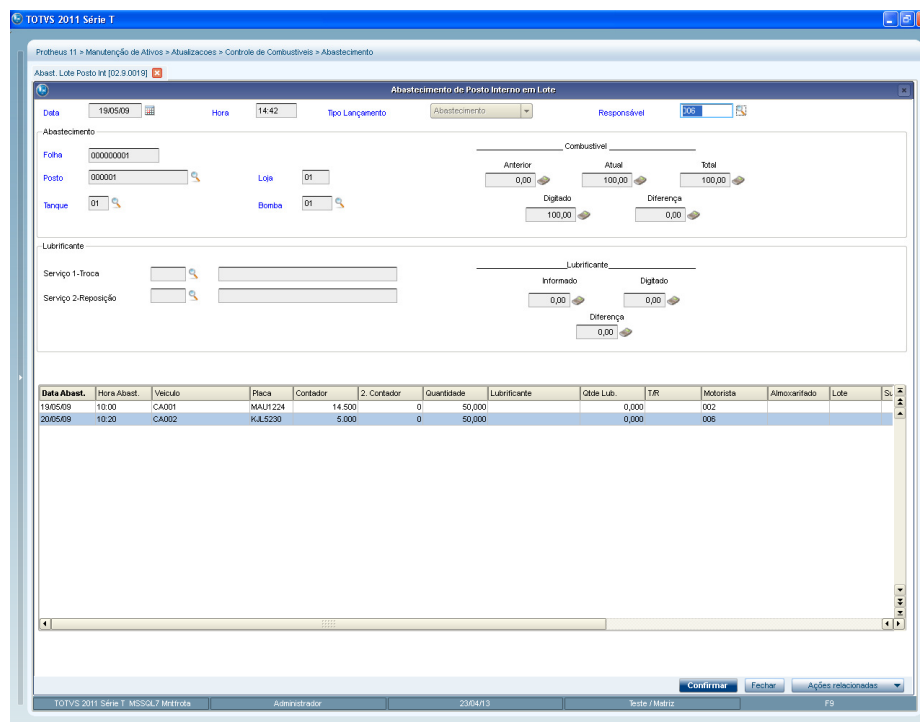 TOTVS 2011 Série T
Protheus 11 > Manutenção de Ativos > Atualizacoes > Controle de Combustiveis > Abastecimento
Abast. Lote Posto Int [02.9.0019]
Abastecimento de Posto Interno em Lote
Data 19/05/09 Hora 14:42 Tipo Lançamento Abastecimento Responsável 006
Abastecimento
Combustivel
Folha 000000001
Anterior Atual Total
Posto 000001 Loja 01 0,00 100,00 100,00
Digitado Diferença
Tanque 01 Bomba 01
100,00 0,00
Lubrificante
Lubrificante
Serviço 1-Troca
Informado Digitado
Serviço 2-Reposição 0,00 0,00
Diferença
0,00
Data Abast. Hora Abast. Veiculo Placa Contador 2. Contador Quantidade Lubrificante Qtde Lub. T/R Motorista Almoxarifado Lote Su
19/05/09 10:00 CA001 MAU1224 14.500 0 50,000 0,000 002
20/05/09 10:20 CA002 KJL5230 5.000 0 50,000 0,000 006
Confirmar Fechar Ações relacionadas
TOTVS 2011 Série T MSSQL7 Mntfrota Administrador 23/04/13 Teste / Matriz F9